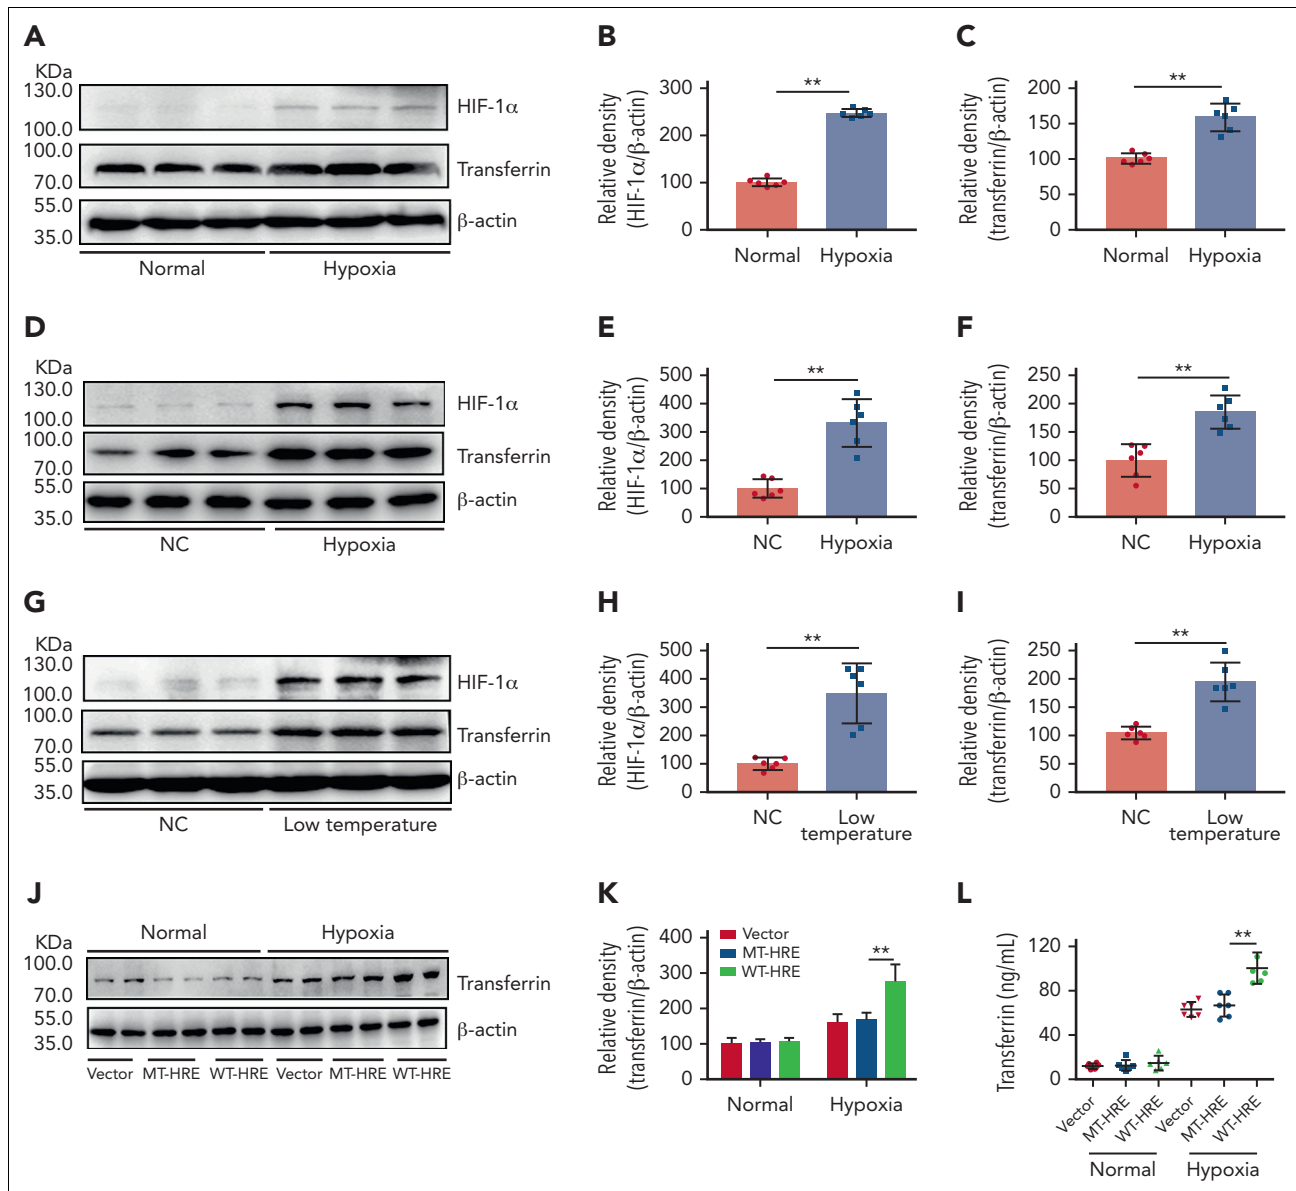 A
KDa
130.0
100.0
HIF-1α
100.0
70.0
Transferrin
55.0
35.0
β-actin
Normal Hypoxia
B
Relative density
(HIF-1α/β-actin)
300
200
100
0
**
Normal Hypoxia
C
Relative density
(transferrin/β-actin)
200
150
100
50
0
**
Normal Hypoxia
D
KDa
130.0
100.0
HIF-1α
100.0
70.0
Transferrin
55.0
35.0
β-actin
NC Hypoxia
E
Relative density
(HIF-1α/β-actin)
500
400
300
200
100
0
**
NC Hypoxia
F
Relative density
(transferrin/β-actin)
250
200
150
100
50
0
**
NC Hypoxia
G
KDa
130.0
100.0
HIF-1α
100.0
70.0
Transferrin
55.0
35.0
β-actin
NC Low temperature
H
Relative density
(HIF-1α/β-actin)
500
400
300
200
100
0
**
NC Low
temperature
I
Relative density
(transferrin/β-actin)
250
200
150
100
50
0
**
NC Low
temperature
J
Normal Hypoxia
KDa
100.0
70.0
Transferrin
55.0
35.0
β-actin
Vector MT-HRE WT-HRE Vector MT-HRE WT-HRE
K
Relative density
(transferrin/β-actin)
400
300
200
100
0
Vector
MT-HRE
WT-HRE
**
Normal Hypoxia
L
Transferrin (ng/mL)
120
80
40
0
**
Vector MT-HRE WT-HRE Vector MT-HRE WT-HRE
Normal Hypoxia